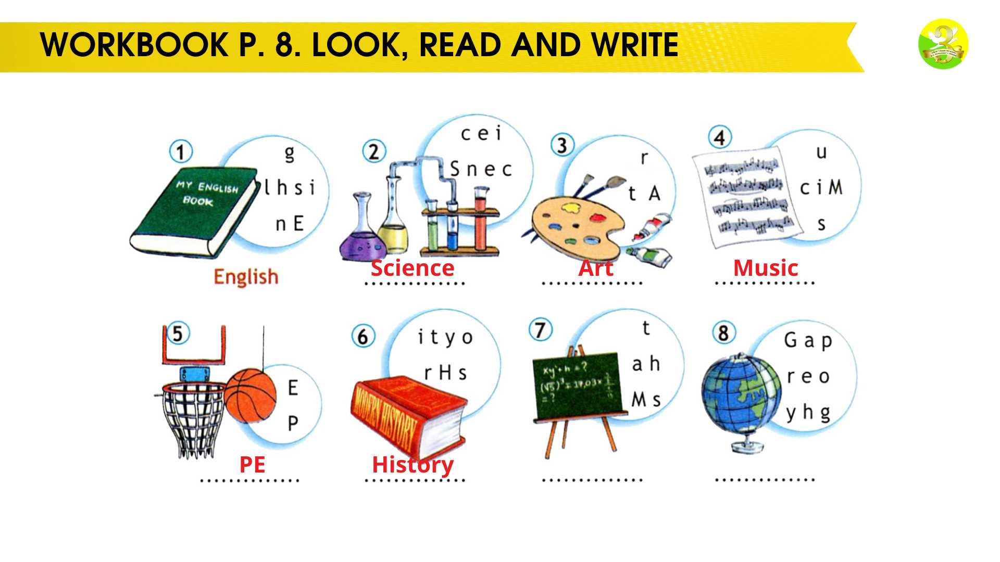 WORKBOOK P. 8. LOOK, READ AND WRITE
1
g
l h s i
n E
MY ENGLISH
BOOK
English
2
c e i
S n e c
Science
3
r
t A
Art
4
u
c i M
s
Music
5
E
P
PE
6
i t y o
r H s
MODERN HISTORY
History
7
t
a h
M s
8
G a p
r e o
y h g